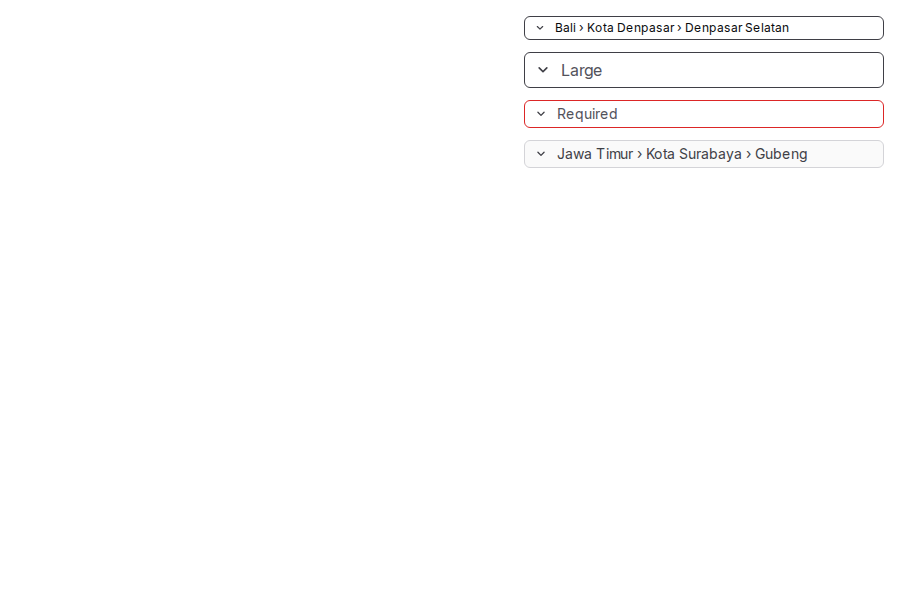 Bali › Kota Denpasar › Denpasar Selatan
Large
Required
Jawa Timur › Kota Surabaya › Gubeng